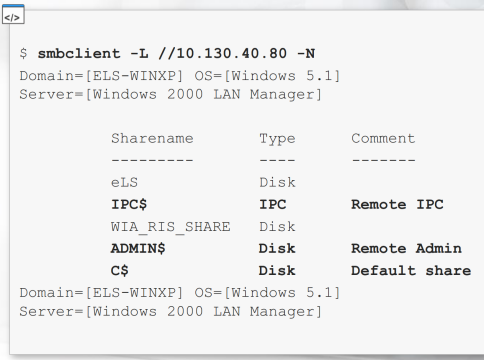 </>
$ smbclient -L //10.130.40.80 -N
Domain=[ELS-WINXP] OS=[Windows 5.1]
Server=[Windows 2000 LAN Manager]
Sharename Type Comment
--------- ---- -------
eLS Disk
IPC$ IPC Remote IPC
WIA_RIS_SHARE Disk
ADMIN$ Disk Remote Admin
C$ Disk Default share
Domain=[ELS-WINXP] OS=[Windows 5.1]
Server=[Windows 2000 LAN Manager]